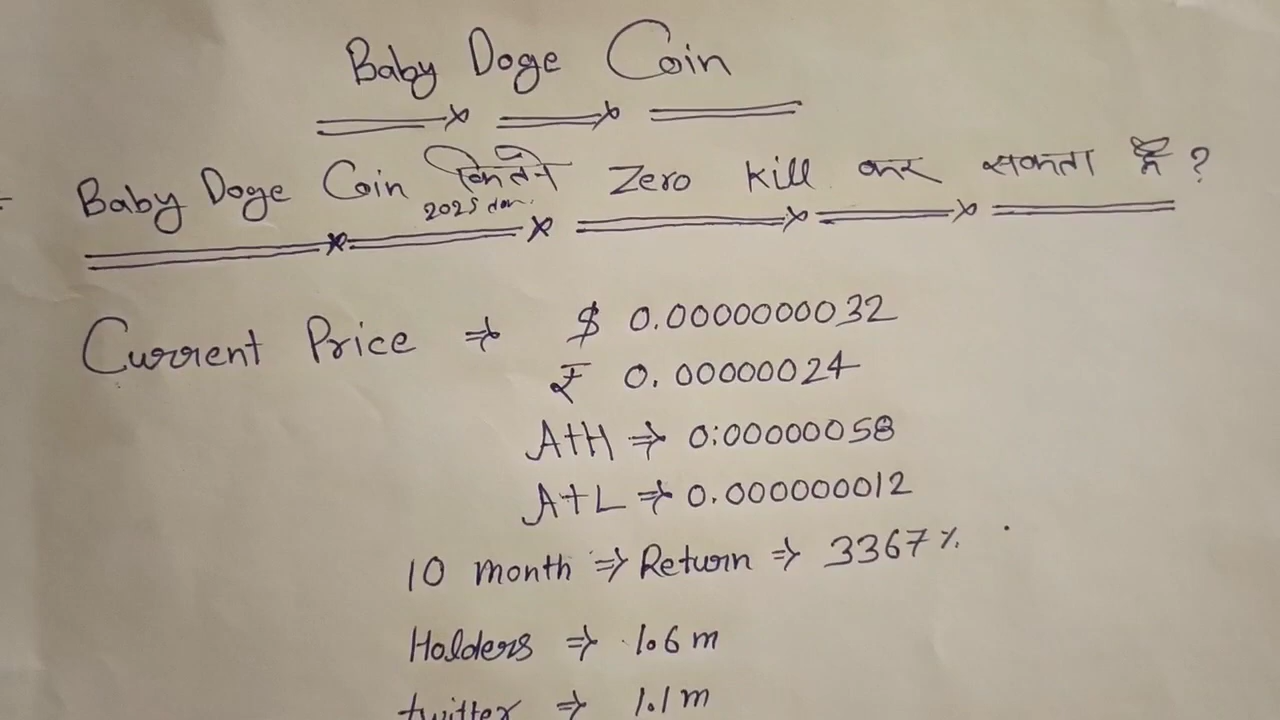 Baby Doge Coin
Baby Doge Coin कितने Zero Kill कर सकता है ?
2025 Jan.
Current Price ⇒ $ 0.0000000032
₹ 0.00000024
AtH ⇒ 0:00000058
AtL ⇒ 0.000000012
10 month ⇒ Return ⇒ 3367%
Holders ⇒ 1.6 m
twitter ⇒ 1.1 m